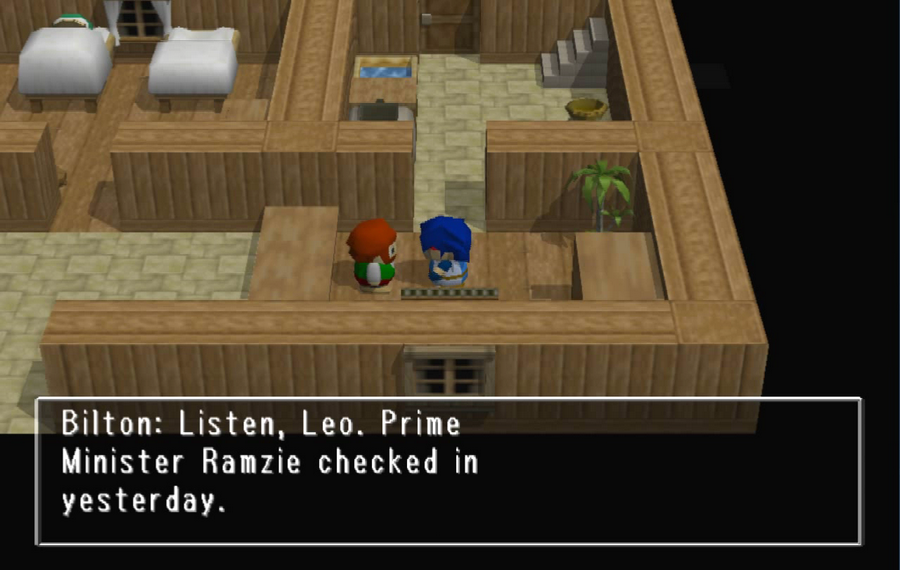 Bilton: Listen, Leo. Prime
Minister Ramzie checked in
yesterday.